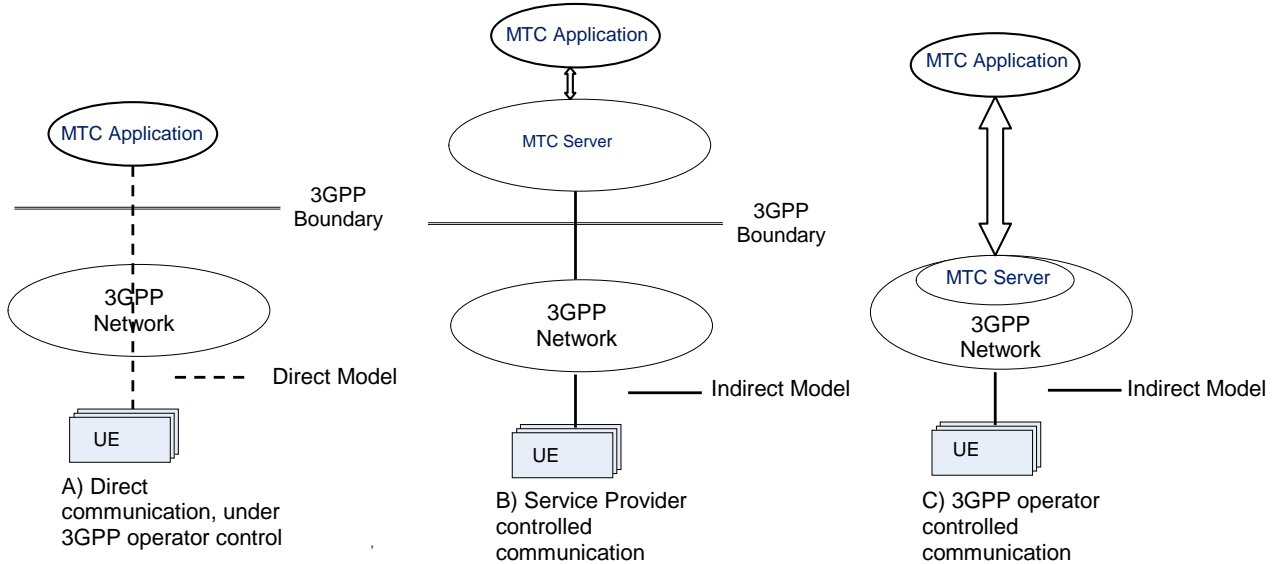 MTC Application
3GPP
Boundary
3GPP
Network
Direct Model
UE
A) Direct
communication, under
3GPP operator control
,
MTC Application
MTC Server
3GPP
Boundary
3GPP
Network
Indirect Model
UE
B) Service Provider
controlled
communication
MTC Application
MTC Server
3GPP
Network
Indirect Model
UE
C) 3GPP operator
controlled
communication